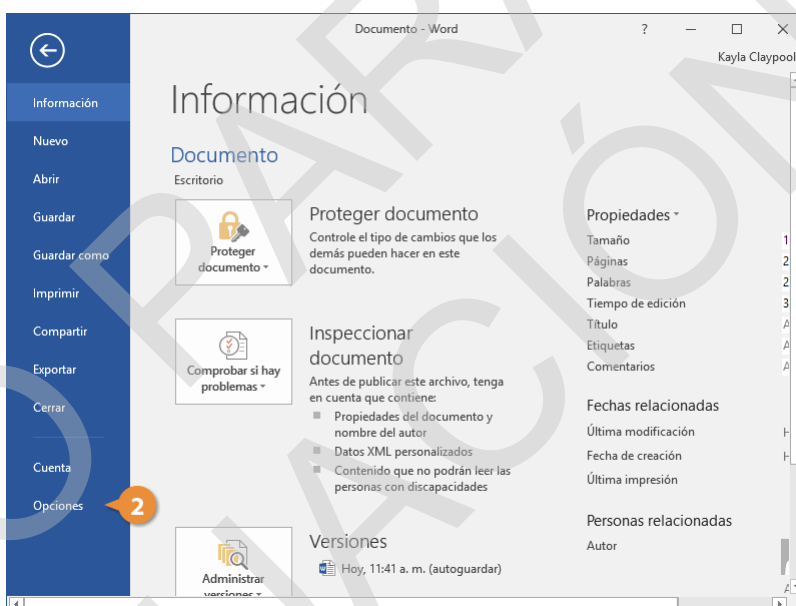 Documento - Word
?
Kayla Claypool
Información
Nuevo
Abrir
Guardar
Guardar como
Imprimir
Compartir
Exportar
Cerrar
Cuenta
Opciones
2
Información
Documento
Escritorio
Proteger
documento
Proteger documento
Controle el tipo de cambios que los
demás pueden hacer en este
documento.
Comprobar si hay
problemas
Inspeccionar
documento
Antes de publicar este archivo, tenga
en cuenta que contiene:
Propiedades del documento y
nombre del autor
Datos XML personalizados
Contenido que no podrán leer las
personas con discapacidades
Administrar
versiones
Versiones
Hoy, 11:41 a. m. (autoguardar)
Propiedades
Tamaño 1
Páginas 2
Palabras 2
Tiempo de edición 3
Título A
Etiquetas A
Comentarios A
Fechas relacionadas
Última modificación H
Fecha de creación H
Última impresión
Personas relacionadas
Autor